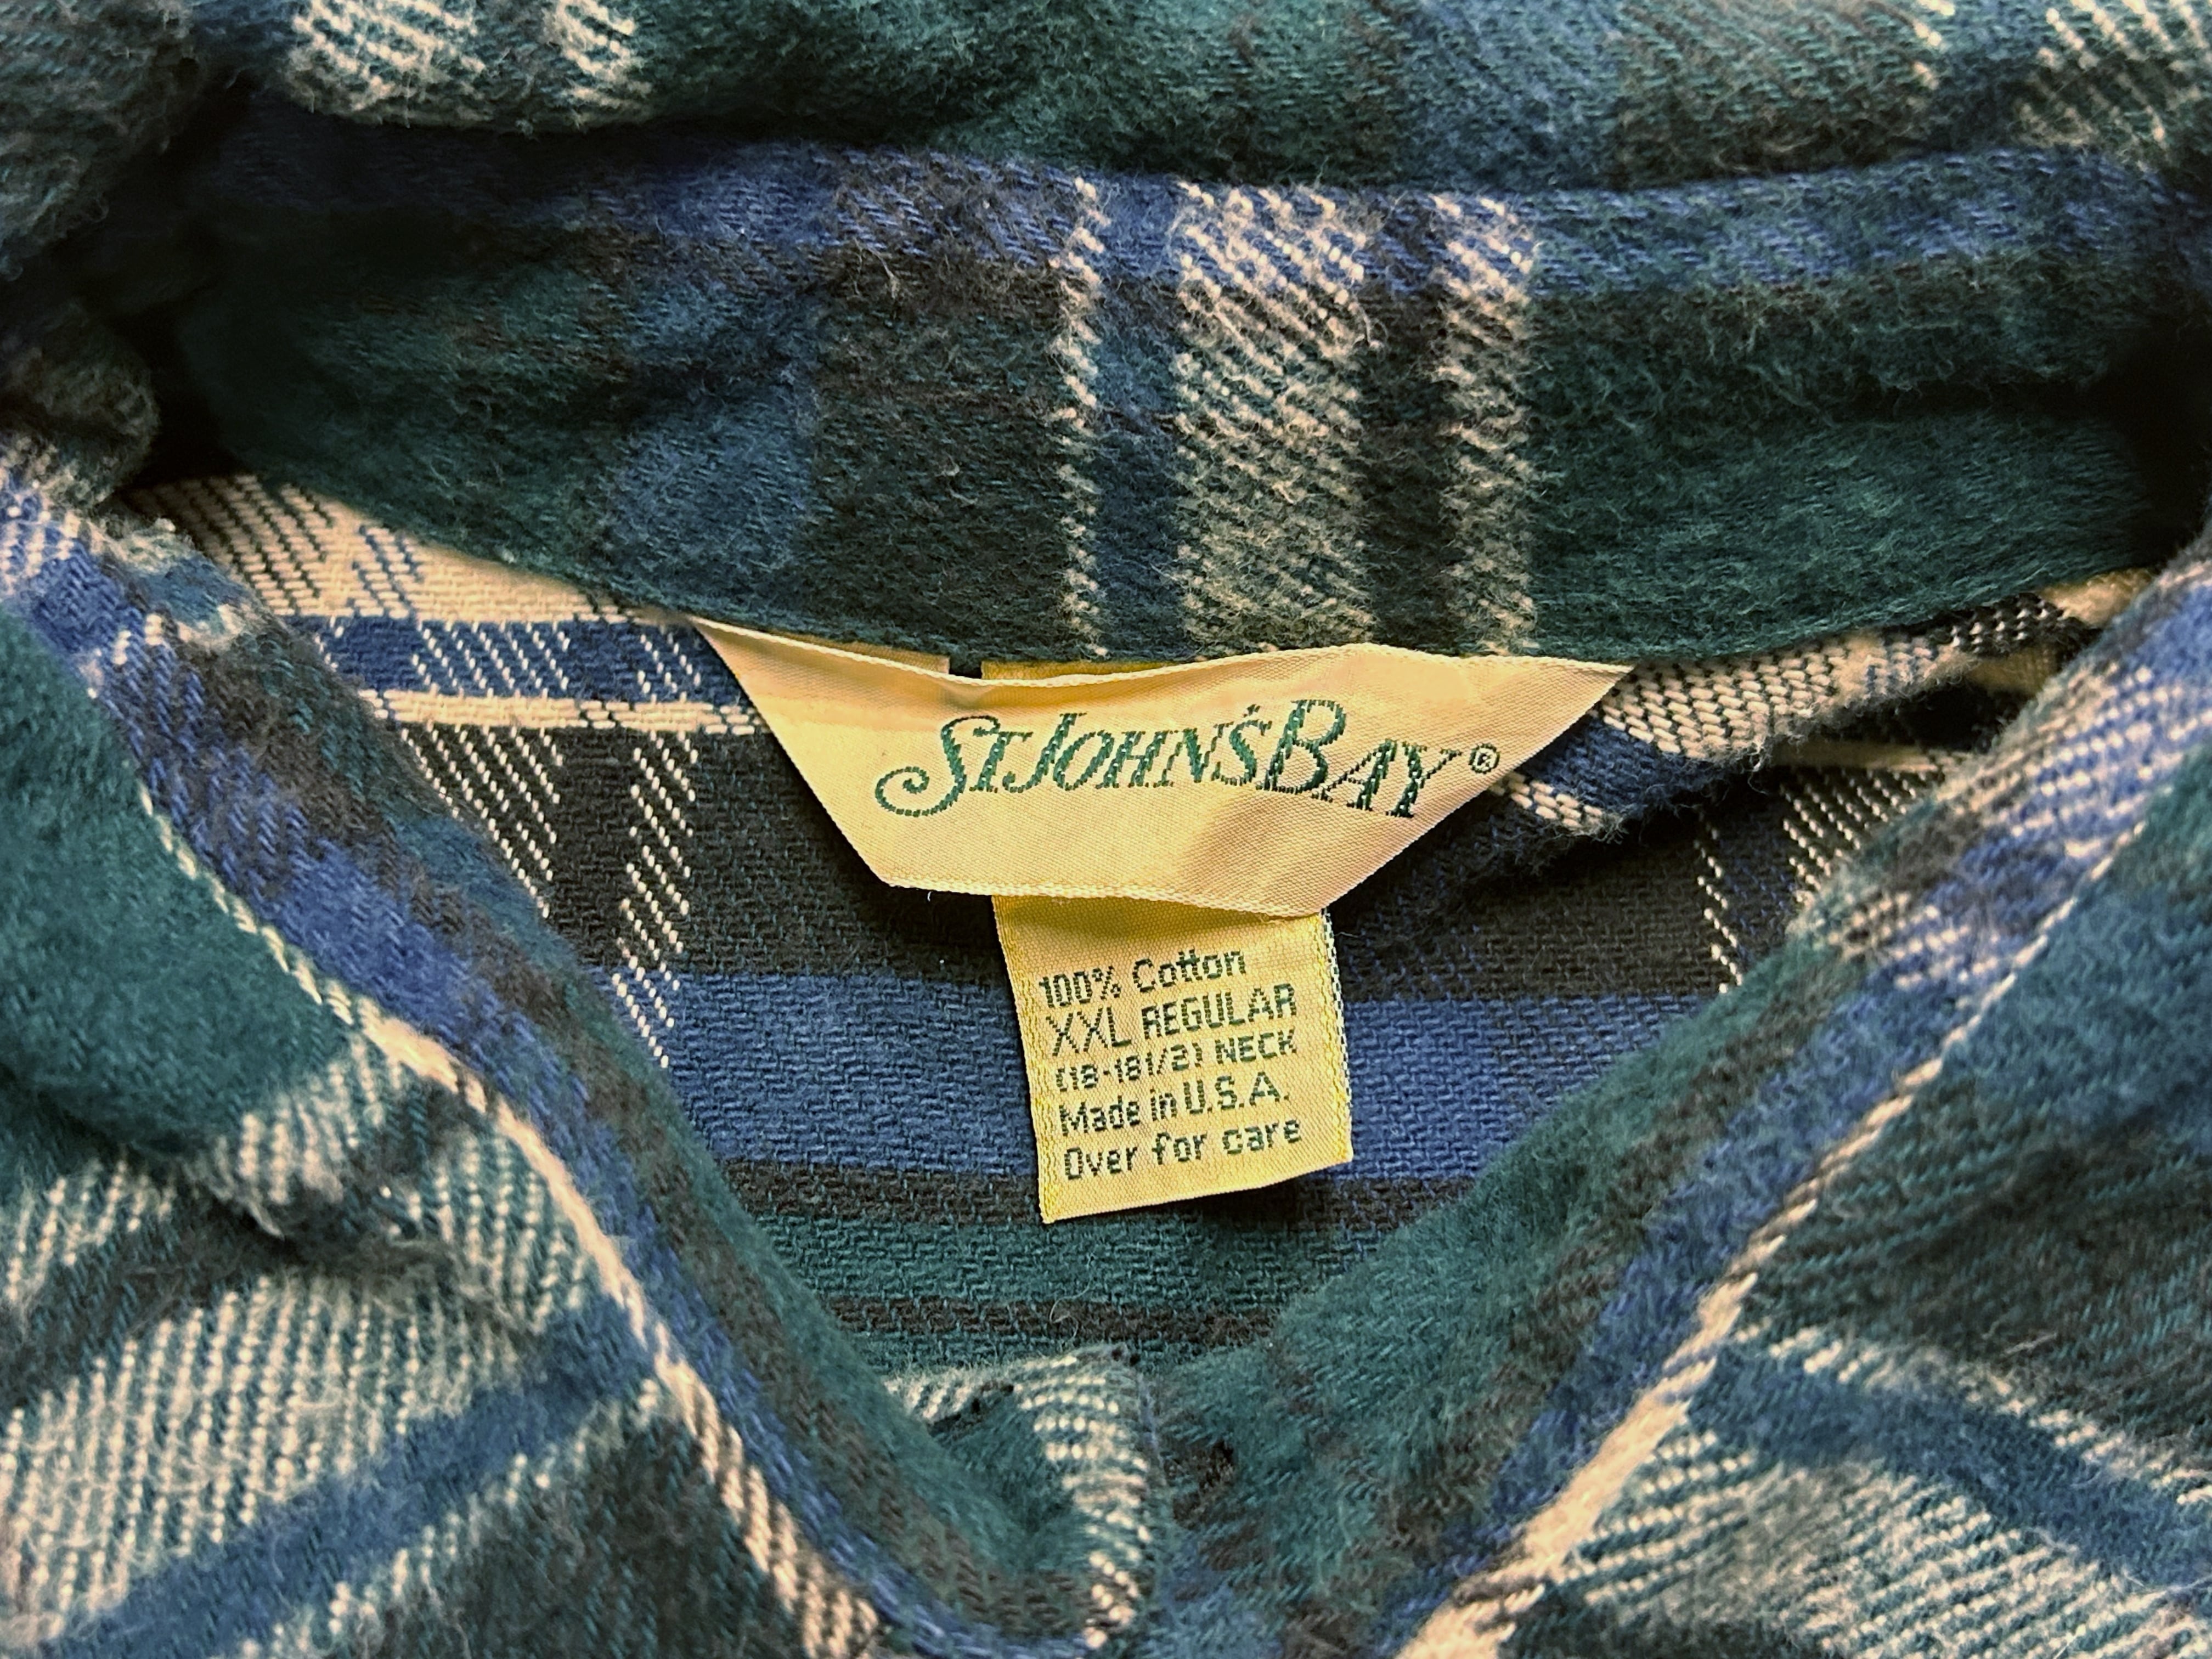 St. John's Bay®
100% Cotton
XXL REGULAR
(18-181/2) NECK
Made in U.S.A.
Over for care